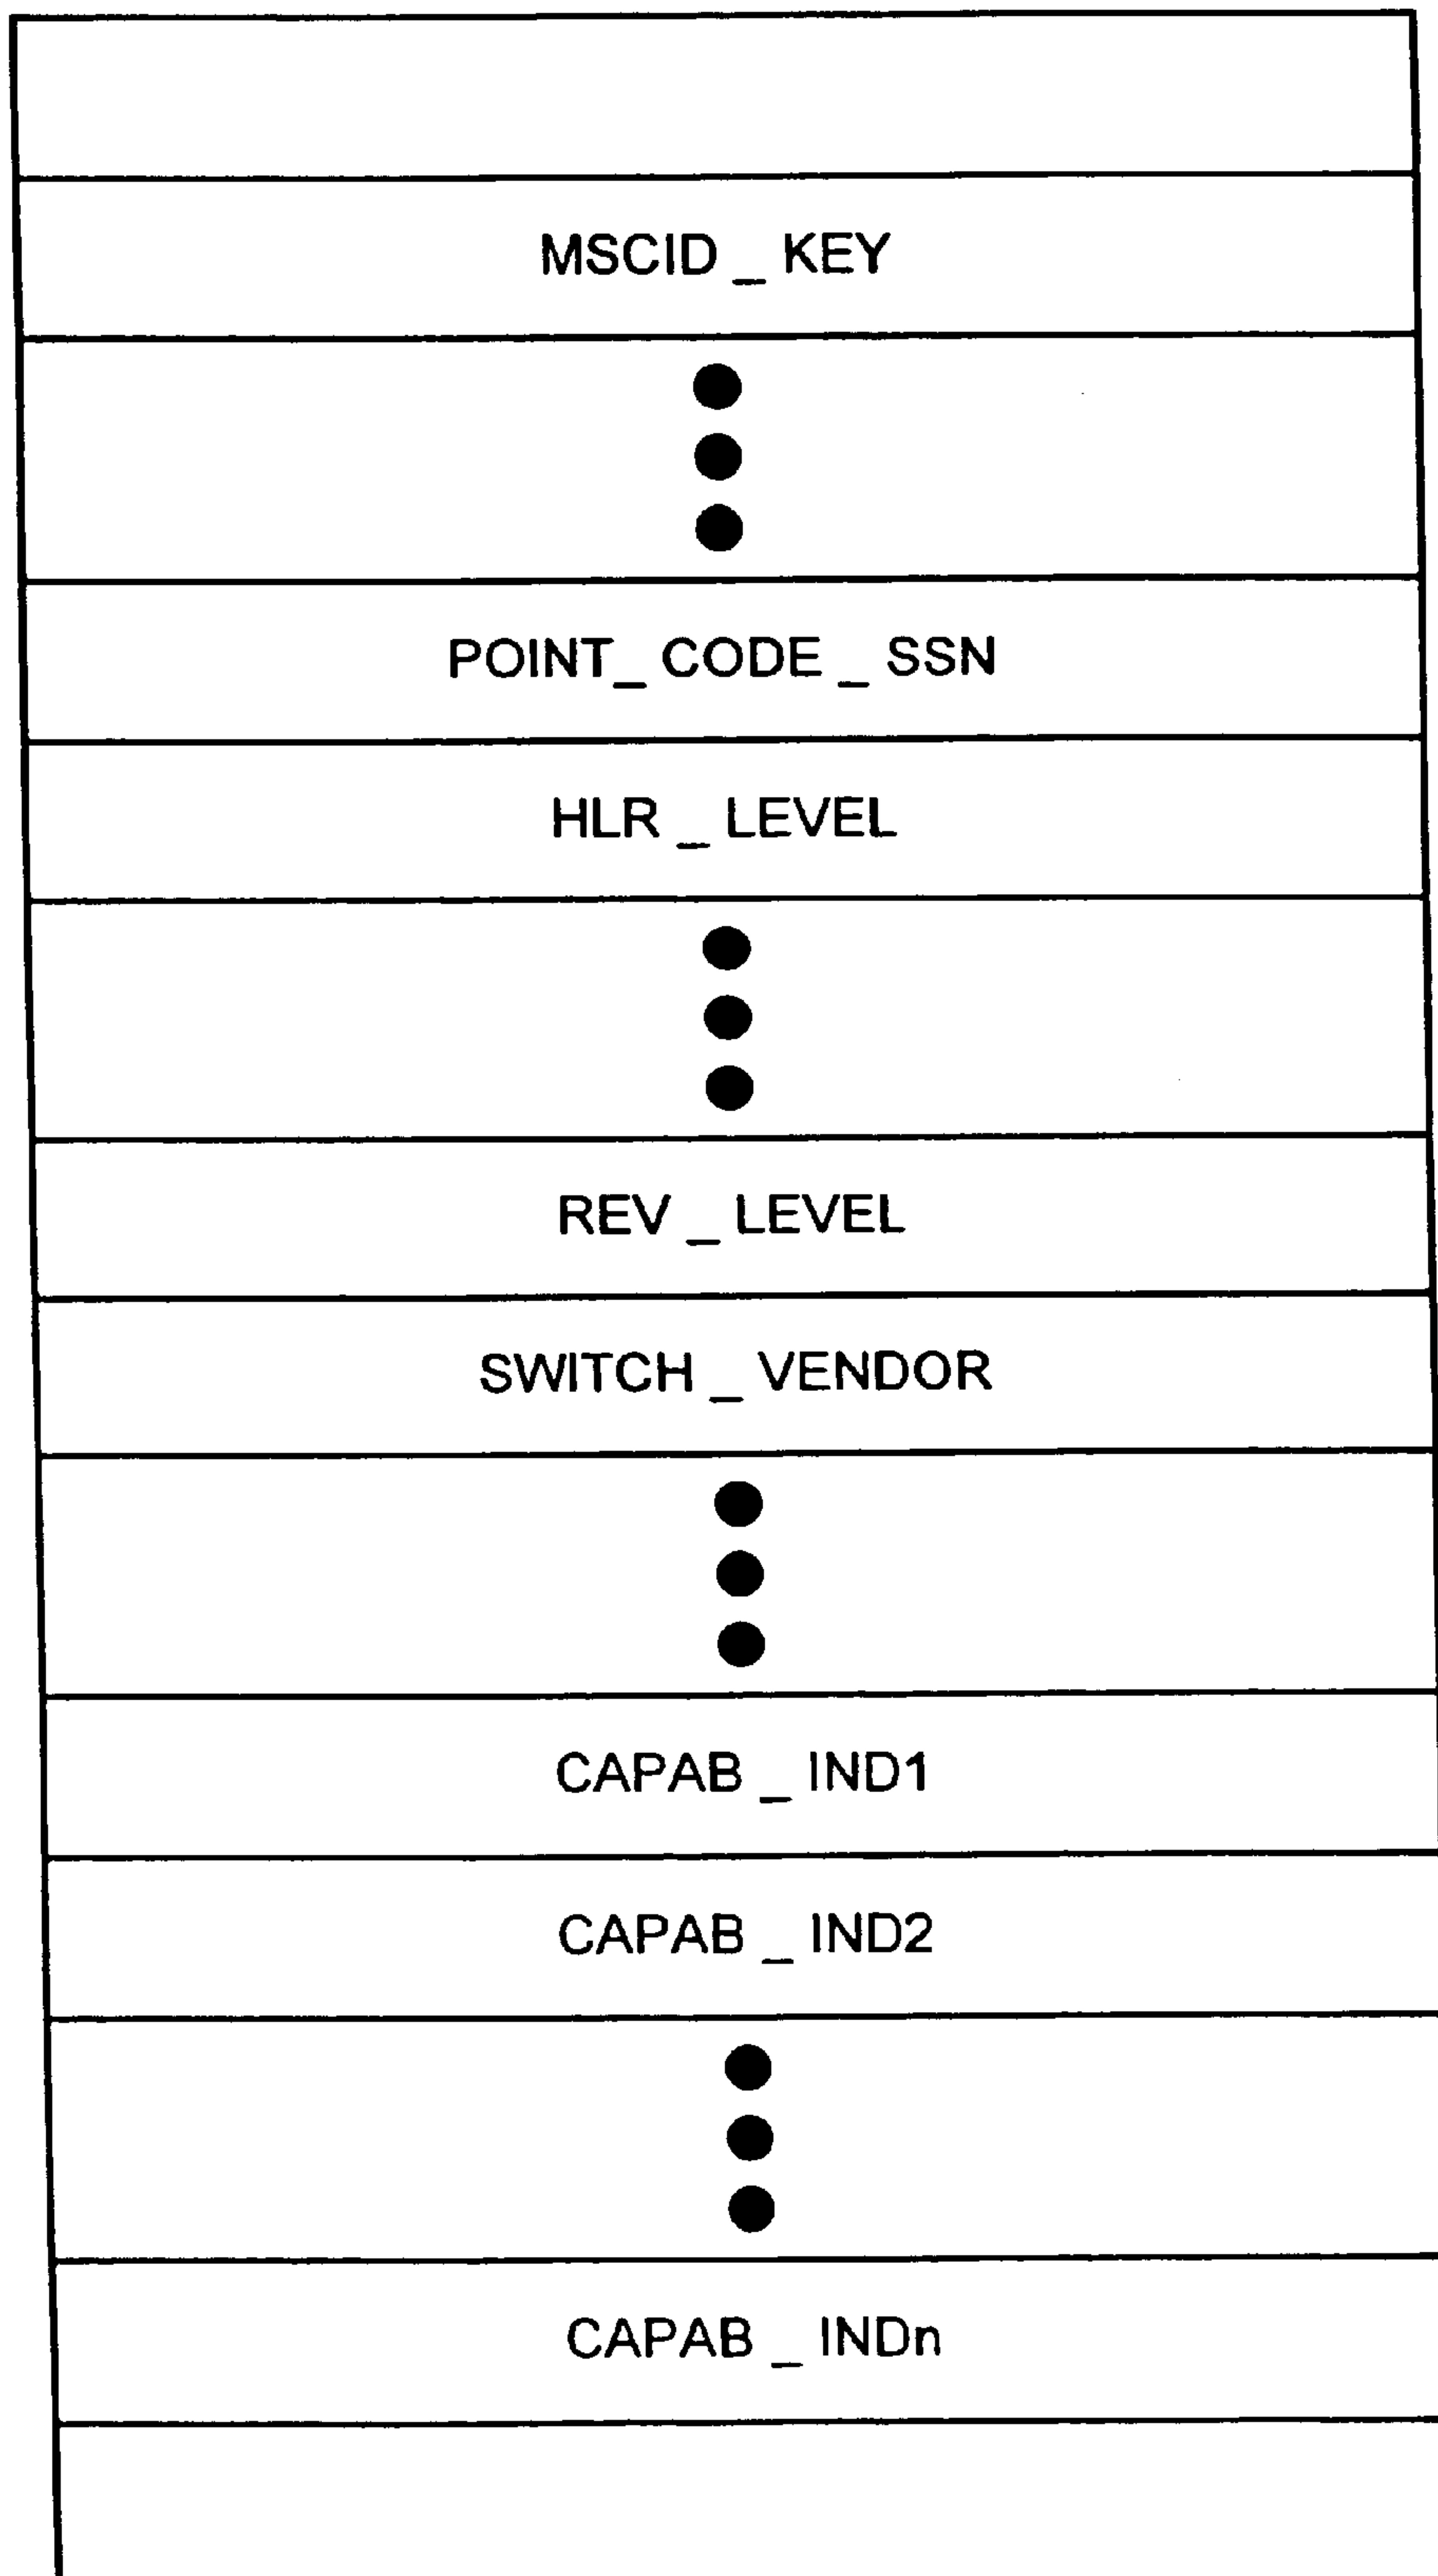 MSCID _ KEY
POINT_ CODE _ SSN
HLR _ LEVEL
REV _ LEVEL
SWITCH _ VENDOR
CAPAB _ IND1
CAPAB _ IND2
CAPAB _ INDn